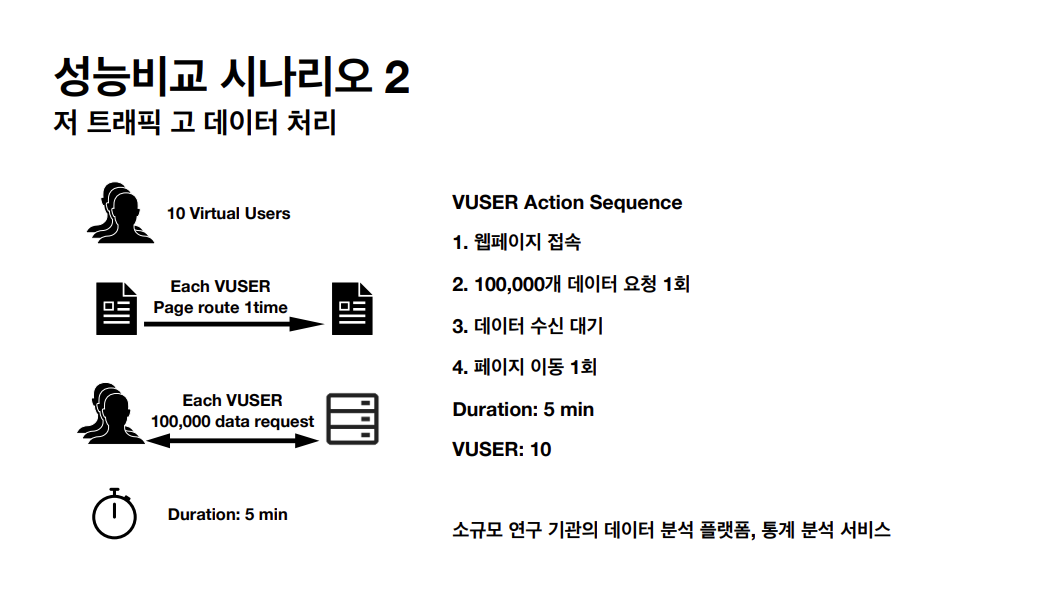 성능비교 시나리오 2
저 트래픽 고 데이터 처리
10 Virtual Users
Each VUSER
Page route 1time
Each VUSER
100,000 data request
Duration: 5 min
VUSER Action Sequence
1. 웹페이지 접속
2. 100,000개 데이터 요청 1회
3. 데이터 수신 대기
4. 페이지 이동 1회
Duration: 5 min
VUSER: 10
소규모 연구 기관의 데이터 분석 플랫폼, 통계 분석 서비스